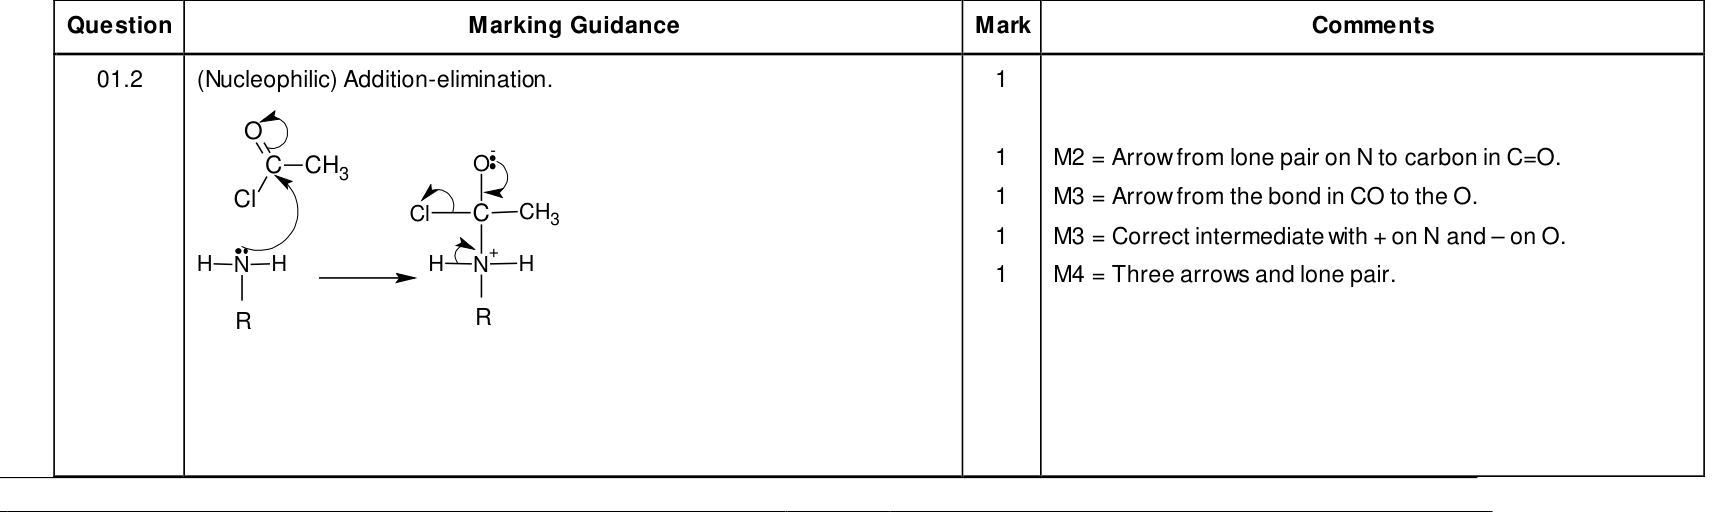 Question Marking Guidance Mark Comments
01.2 (Nucleophilic) Addition-elimination. 1
O
C CH3
Cl
H N H
R
O -
Cl C CH3
H N + H
R
1 M2 = Arrow from lone pair on N to carbon in C=O.
1 M3 = Arrow from the bond in CO to the O.
1 M3 = Correct intermediate with + on N and – on O.
1 M4 = Three arrows and lone pair.